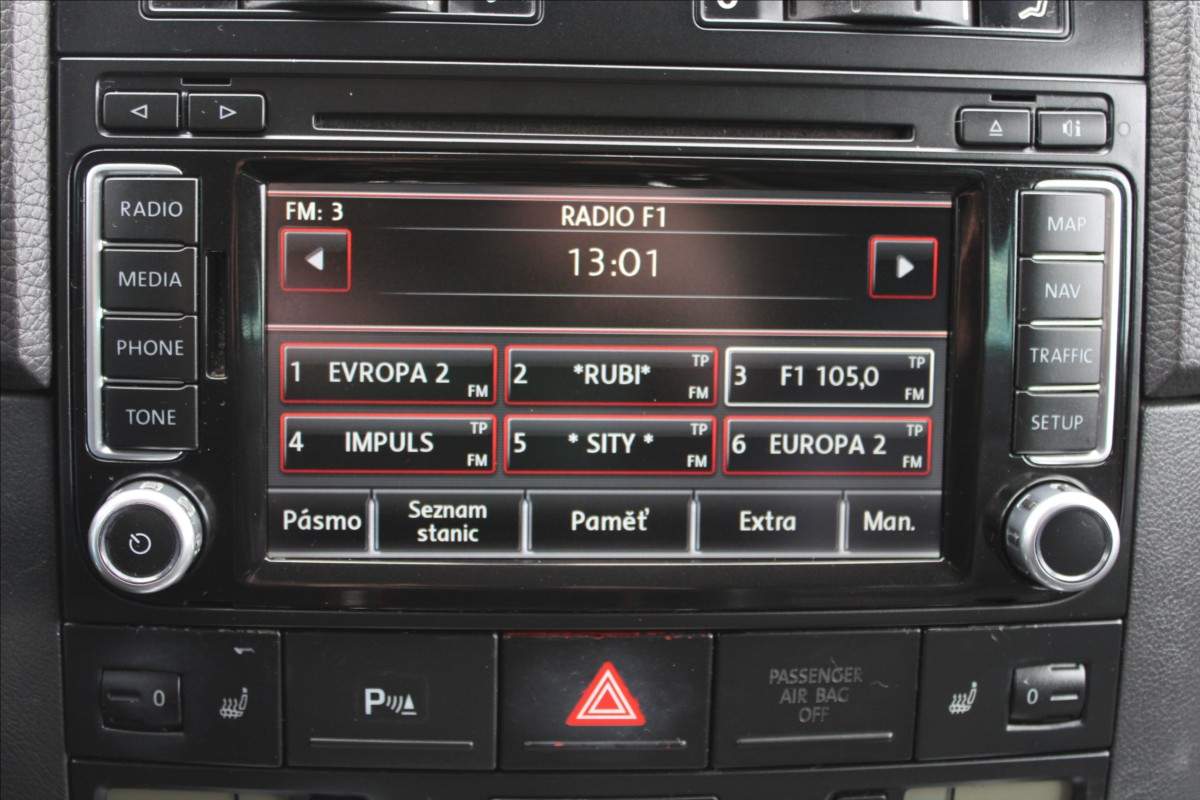 RADIO
MEDIA
PHONE
TONE
FM: 3
RADIO F1
13:01
1 EVROPA 2 FM
2 *RUBI* TP FM
3 F1 105,0 TP FM
4 IMPULS TP FM
5 * SITY * TP FM
6 EUROPA 2 TP FM
Pásmo
Seznam
stanic
Paměť
Extra
Man.
MAP
NAV
TRAFFIC
SETUP
0
P
PASSENGER
AIR BAG
OFF
0